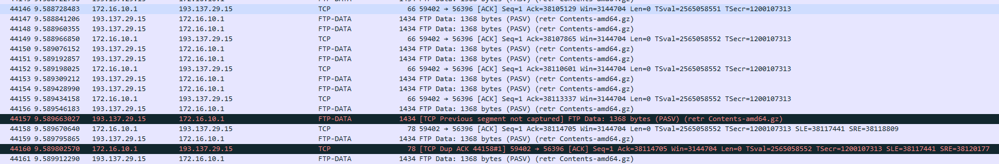 44146 9.588728483 172.16.10.1 193.137.29.15 TCP 66 59402 → 56396 [ACK] Seq=1 Ack=38105129 Win=3144704 Len=0 TSval=2565058551 TSecr=1200107313
44147 9.588841206 193.137.29.15 172.16.10.1 FTP-DATA 1434 FTP Data: 1368 bytes (PASV) (retr Contents-amd64.gz)
44148 9.588960355 193.137.29.15 172.16.10.1 FTP-DATA 1434 FTP Data: 1368 bytes (PASV) (retr Contents-amd64.gz)
44149 9.588966850 172.16.10.1 193.137.29.15 TCP 66 59402 → 56396 [ACK] Seq=1 Ack=38107865 Win=3144704 Len=0 TSval=2565058552 TSecr=1200107313
44150 9.589076152 193.137.29.15 172.16.10.1 FTP-DATA 1434 FTP Data: 1368 bytes (PASV) (retr Contents-amd64.gz)
44151 9.589192857 193.137.29.15 172.16.10.1 FTP-DATA 1434 FTP Data: 1368 bytes (PASV) (retr Contents-amd64.gz)
44152 9.589198025 172.16.10.1 193.137.29.15 TCP 66 59402 → 56396 [ACK] Seq=1 Ack=38110601 Win=3144704 Len=0 TSval=2565058552 TSecr=1200107313
44153 9.589309212 193.137.29.15 172.16.10.1 FTP-DATA 1434 FTP Data: 1368 bytes (PASV) (retr Contents-amd64.gz)
44154 9.589428990 193.137.29.15 172.16.10.1 FTP-DATA 1434 FTP Data: 1368 bytes (PASV) (retr Contents-amd64.gz)
44155 9.589434158 172.16.10.1 193.137.29.15 TCP 66 59402 → 56396 [ACK] Seq=1 Ack=38113337 Win=3144704 Len=0 TSval=2565058552 TSecr=1200107313
44156 9.589546183 193.137.29.15 172.16.10.1 FTP-DATA 1434 FTP Data: 1368 bytes (PASV) (retr Contents-amd64.gz)
44157 9.589663027 193.137.29.15 172.16.10.1 FTP-DATA 1434 [TCP Previous segment not captured] FTP Data: 1368 bytes (PASV) (retr Contents-amd64.gz)
44158 9.589670640 172.16.10.1 193.137.29.15 TCP 78 59402 → 56396 [ACK] Seq=1 Ack=38114705 Win=3144704 Len=0 TSval=2565058552 TSecr=1200107313 SLE=38117441 SRE=38118809
44159 9.589795865 193.137.29.15 172.16.10.1 FTP-DATA 1434 FTP Data: 1368 bytes (PASV) (retr Contents-amd64.gz)
44160 9.589802570 172.16.10.1 193.137.29.15 TCP 78 [TCP Dup ACK 44158#1] 59402 → 56396 [ACK] Seq=1 Ack=38114705 Win=3144704 Len=0 TSval=2565058552 TSecr=1200107313 SLE=38117441 SRE=38120177
44161 9.589912290 193.137.29.15 172.16.10.1 FTP-DATA 1434 FTP Data: 1368 bytes (PASV) (retr Contents-amd64.gz)